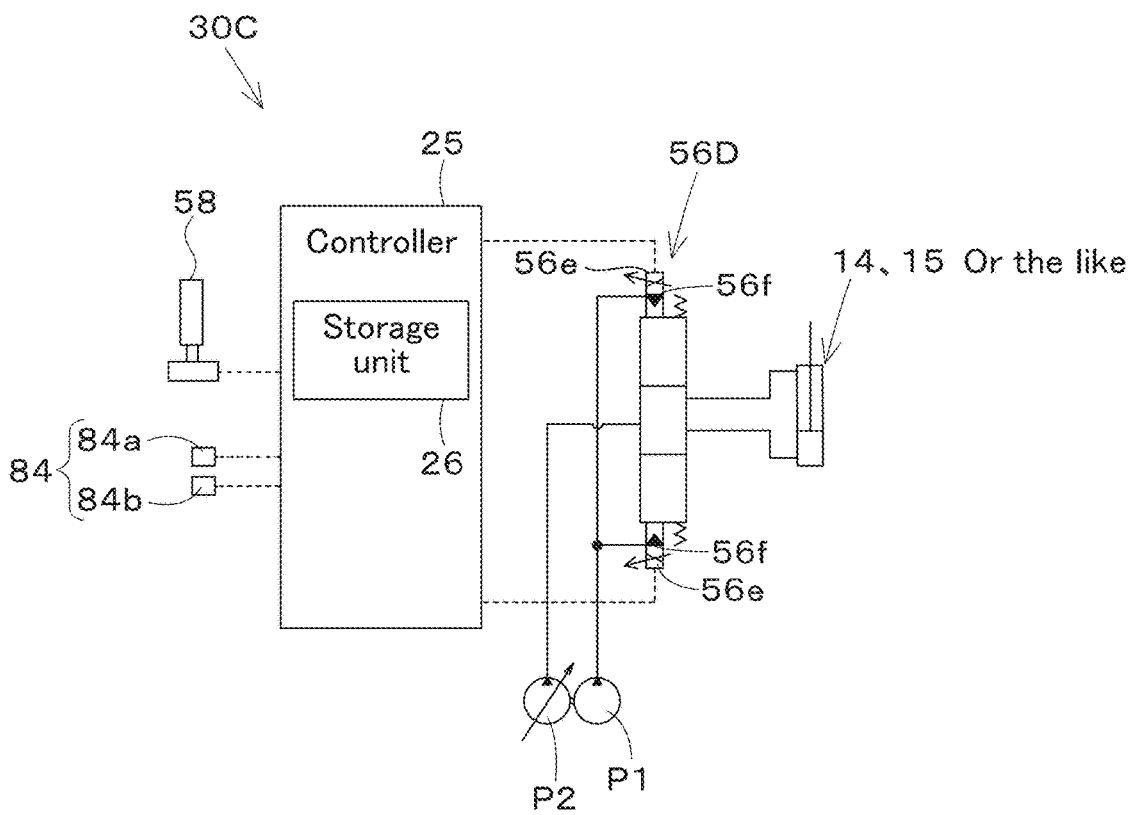 30C
25
56D
58
Controller
56e
14、15 Or the like
56f
Storage
unit
84a
84
26
84b
56f
56e
P2
P1